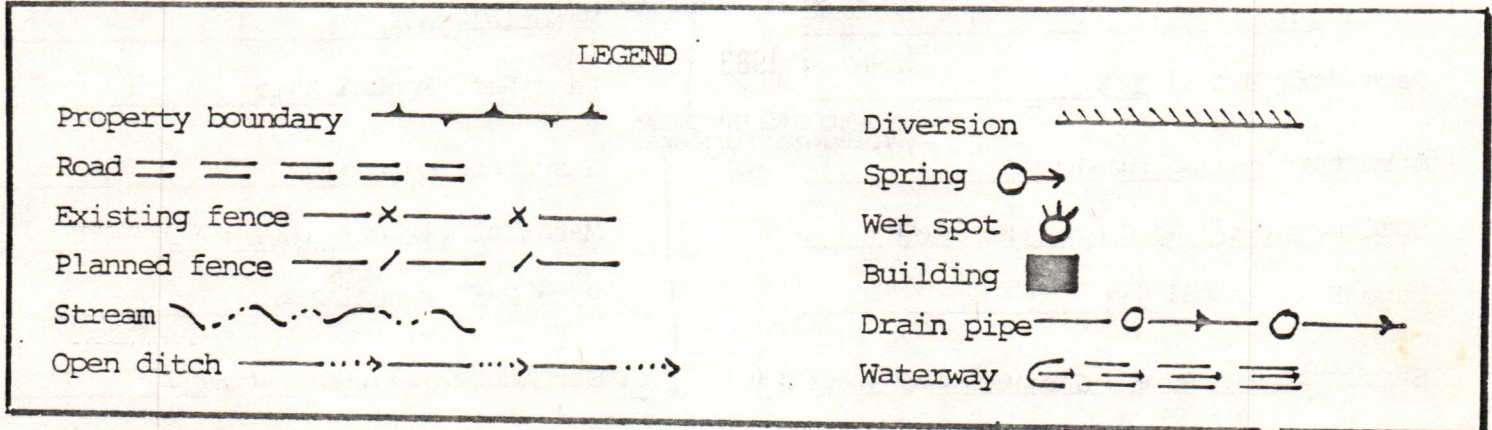 LEGEND
Property boundary
Road
Existing fence
Planned fence
Stream
Open ditch
Diversion
Spring
Wet spot
Building
Drain pipe
Waterway
1983